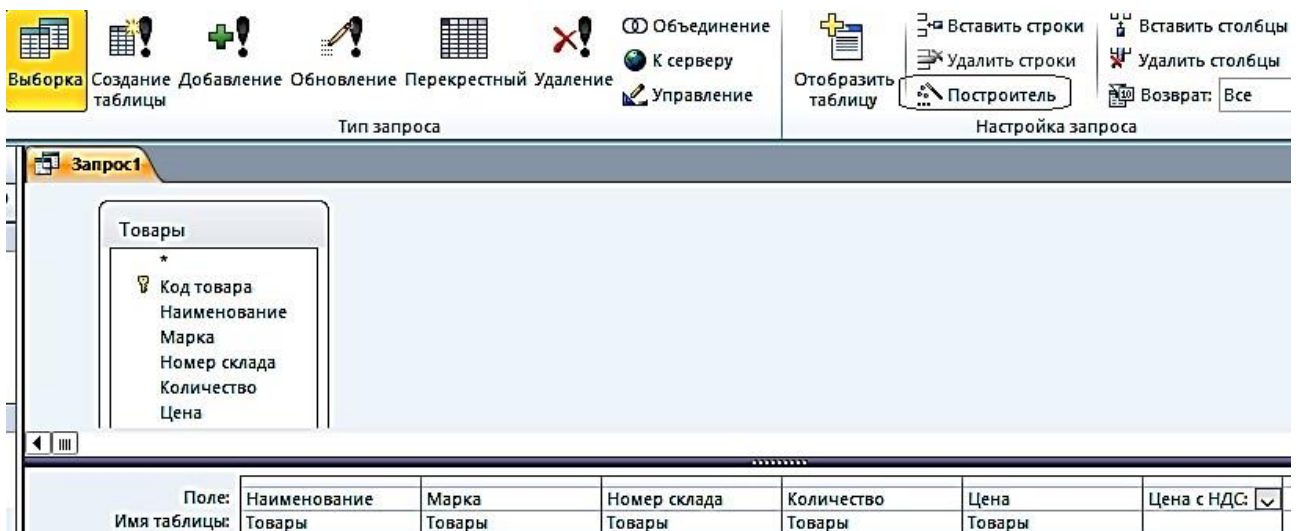 Выборка
Создание таблицы
Добавление
Обновление
Перекрестный
Удаление
Объединение
К серверу
Управление
Тип запроса
Отобразить таблицу
Вставить строки
Удалить строки
Построитель
Вставить столбцы
Удалить столбцы
Возврат: Все
Настройка запроса
Запрос1
Товары
*
Код товара
Наименование
Марка
Номер склада
Количество
Цена
Поле: Наименование Марка Номер склада Количество Цена Цена с НДС:
Имя таблицы: Товары Товары Товары Товары Товары